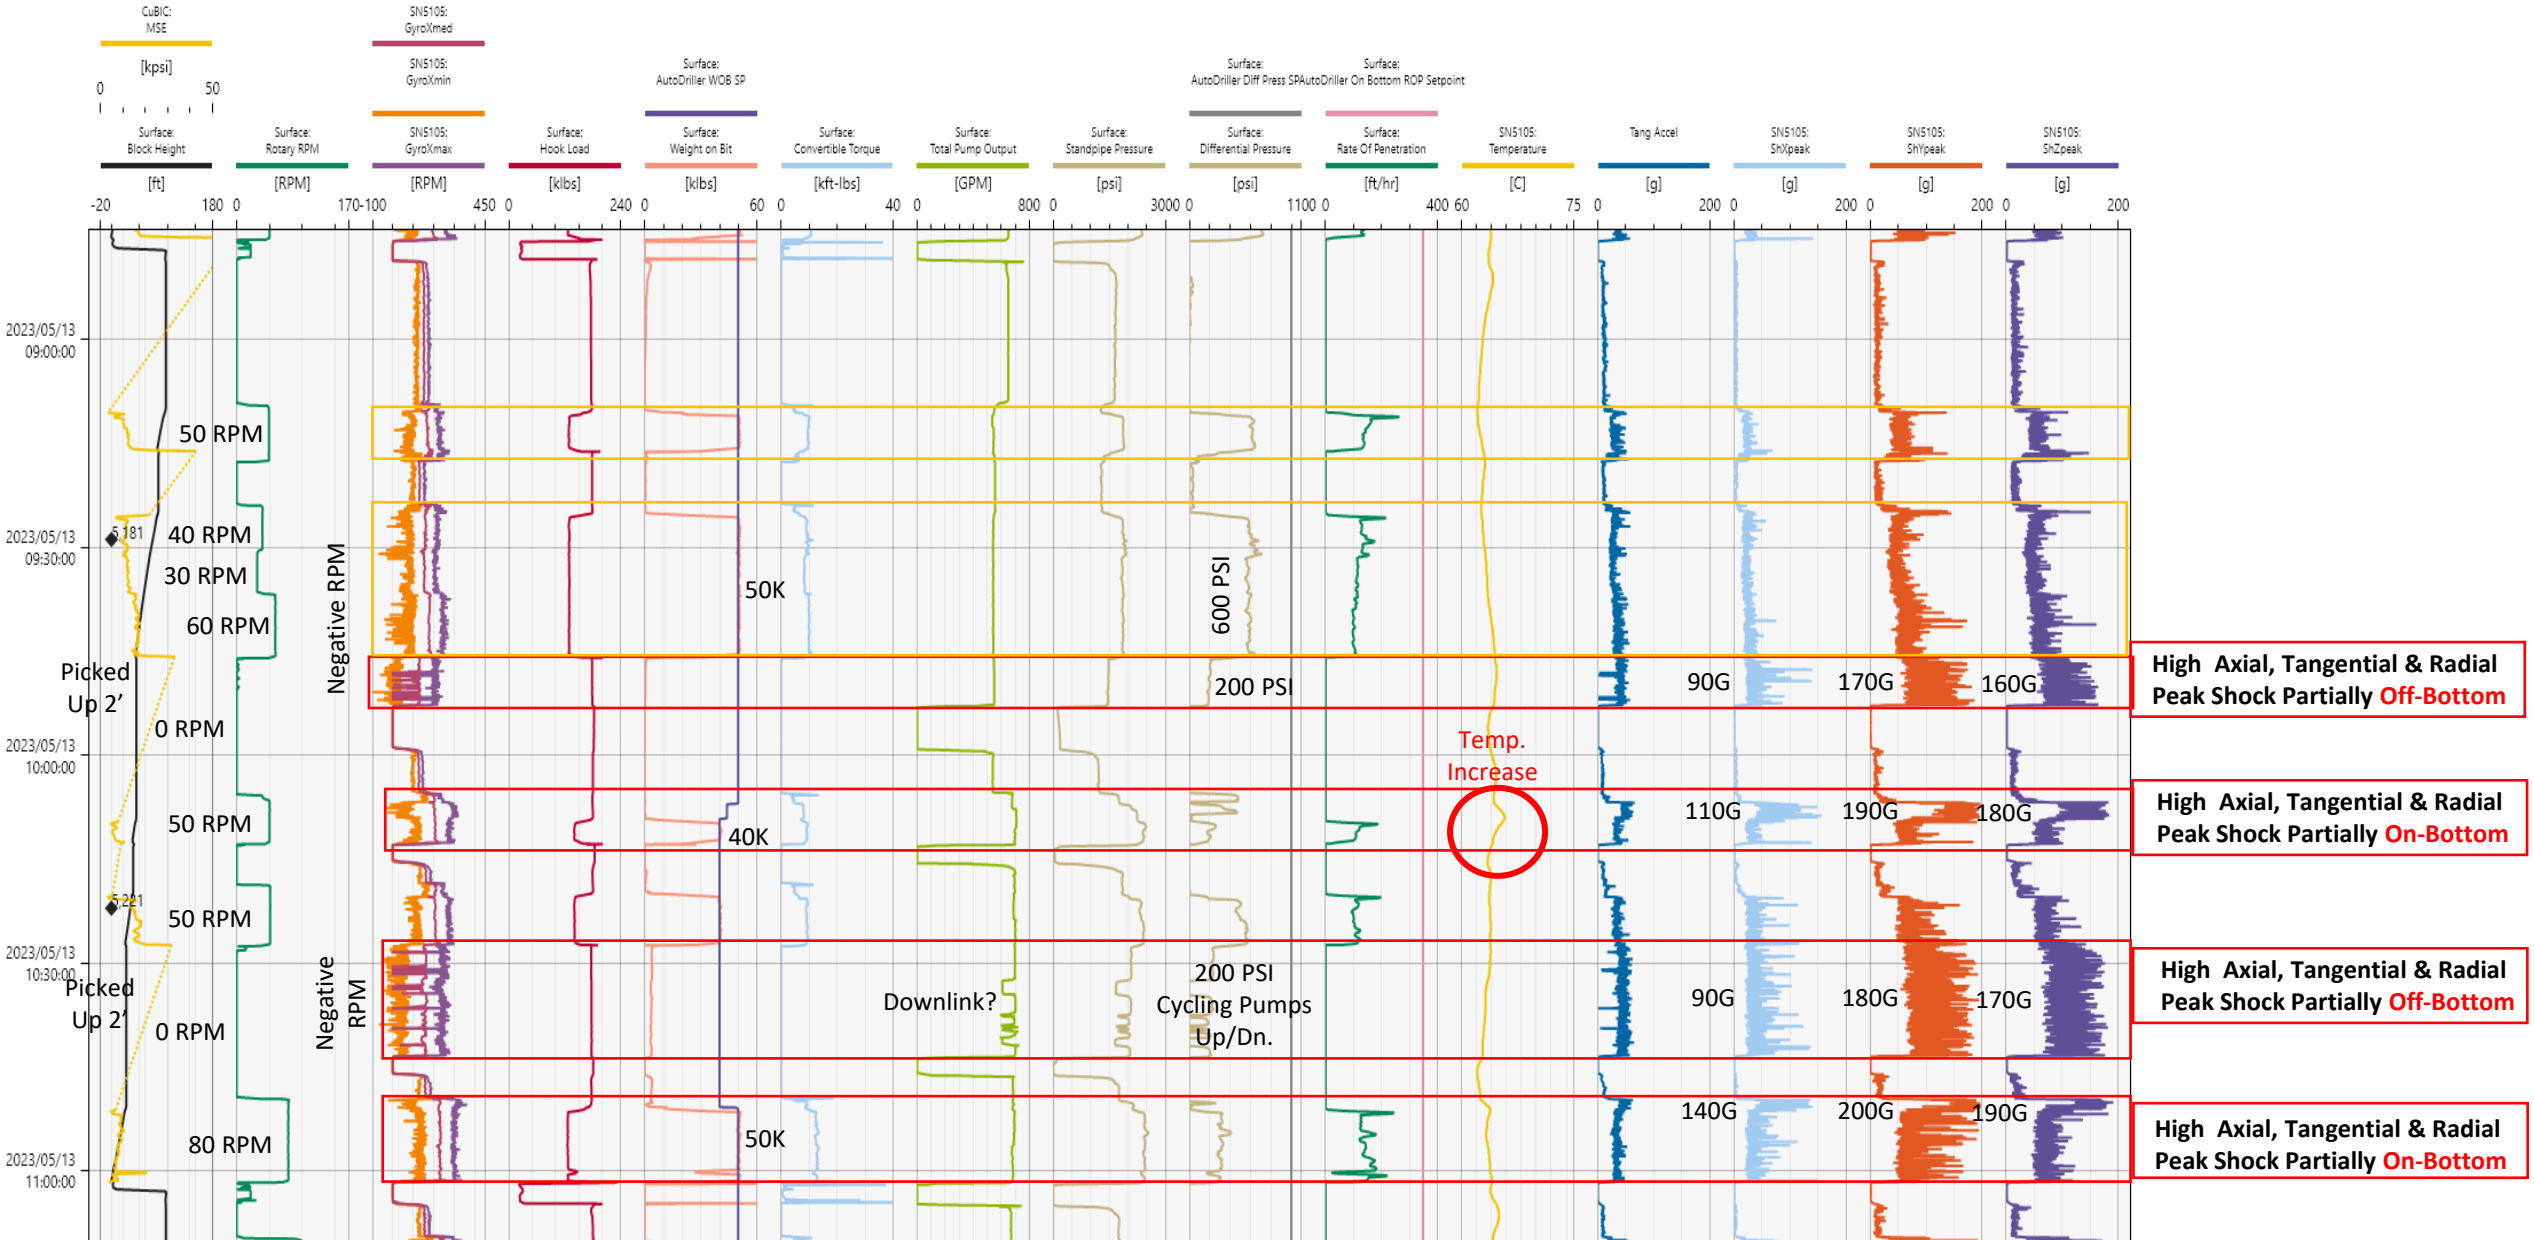 CuBIC:
MSE
[kpsi]
0 50
Surface:
Block Height
[ft]
-20 180
Surface:
Rotary RPM
[RPM]
0 170
SN5105:
GyroXmed
SN5105:
GyroXmin
SN5105:
GyroXmax
[RPM]
-100 450
Surface:
Hook Load
[klbs]
0 240
Surface:
AutoDriller WOB SP
Surface:
Weight on Bit
[klbs]
0 60
Surface:
Convertible Torque
[kft-lbs]
0 40
Surface:
Total Pump Output
[GPM]
0 800
Surface:
Standpipe Pressure
[psi]
0 3000
Surface:
AutoDriller Diff Press SP
Surface:
Differential Pressure
[psi]
0 1100
Surface:
AutoDriller On Bottom ROP Setpoint
Surface:
Rate Of Penetration
[ft/hr]
0 400
SN5105:
Temperature
[C]
60 75
Tang Accel
[g]
0 200
SN5105:
ShXpeak
[g]
0 200
SN5105:
ShYpeak
[g]
0 200
SN5105:
ShZpeak
[g]
0 200
2023/05/13
09:00:00
50 RPM
5,181
40 RPM
2023/05/13
09:30:00
30 RPM
60 RPM
Negative RPM
50K
600 PSI
Picked
Up 2’
0 RPM
200 PSI
90G
170G
160G
High Axial, Tangential & Radial
Peak Shock Partially Off-Bottom
2023/05/13
10:00:00
Temp.
Increase
50 RPM
40K
110G
190G
180G
High Axial, Tangential & Radial
Peak Shock Partially On-Bottom
5,221
50 RPM
2023/05/13
10:30:00
Picked
Up 2’
0 RPM
Negative
RPM
Downlink?
200 PSI
Cycling Pumps
Up/Dn.
90G
180G
170G
High Axial, Tangential & Radial
Peak Shock Partially Off-Bottom
80 RPM
50K
140G
200G
190G
High Axial, Tangential & Radial
Peak Shock Partially On-Bottom
2023/05/13
11:00:00